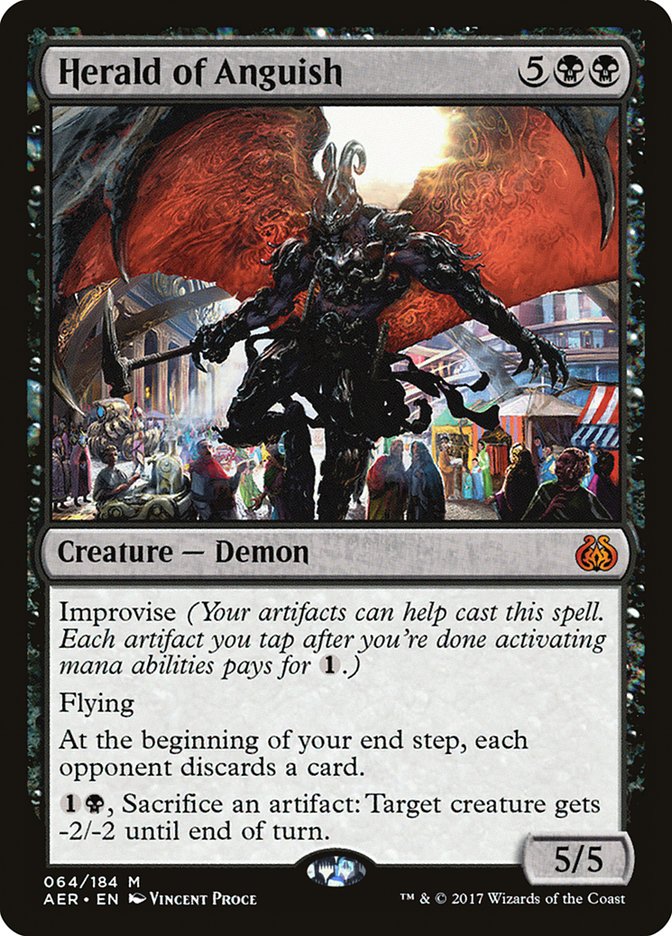 Herald of Anguish 5
Creature — Demon
Improvise (Your artifacts can help cast this spell.
Each artifact you tap after you're done activating
mana abilities pays for 1.)
Flying
At the beginning of your end step, each
opponent discards a card.
1, Sacrifice an artifact: Target creature gets
-2/-2 until end of turn.
5/5
064/184 M
AER • EN Vincent Proce
™ & © 2017 Wizards of the Coast